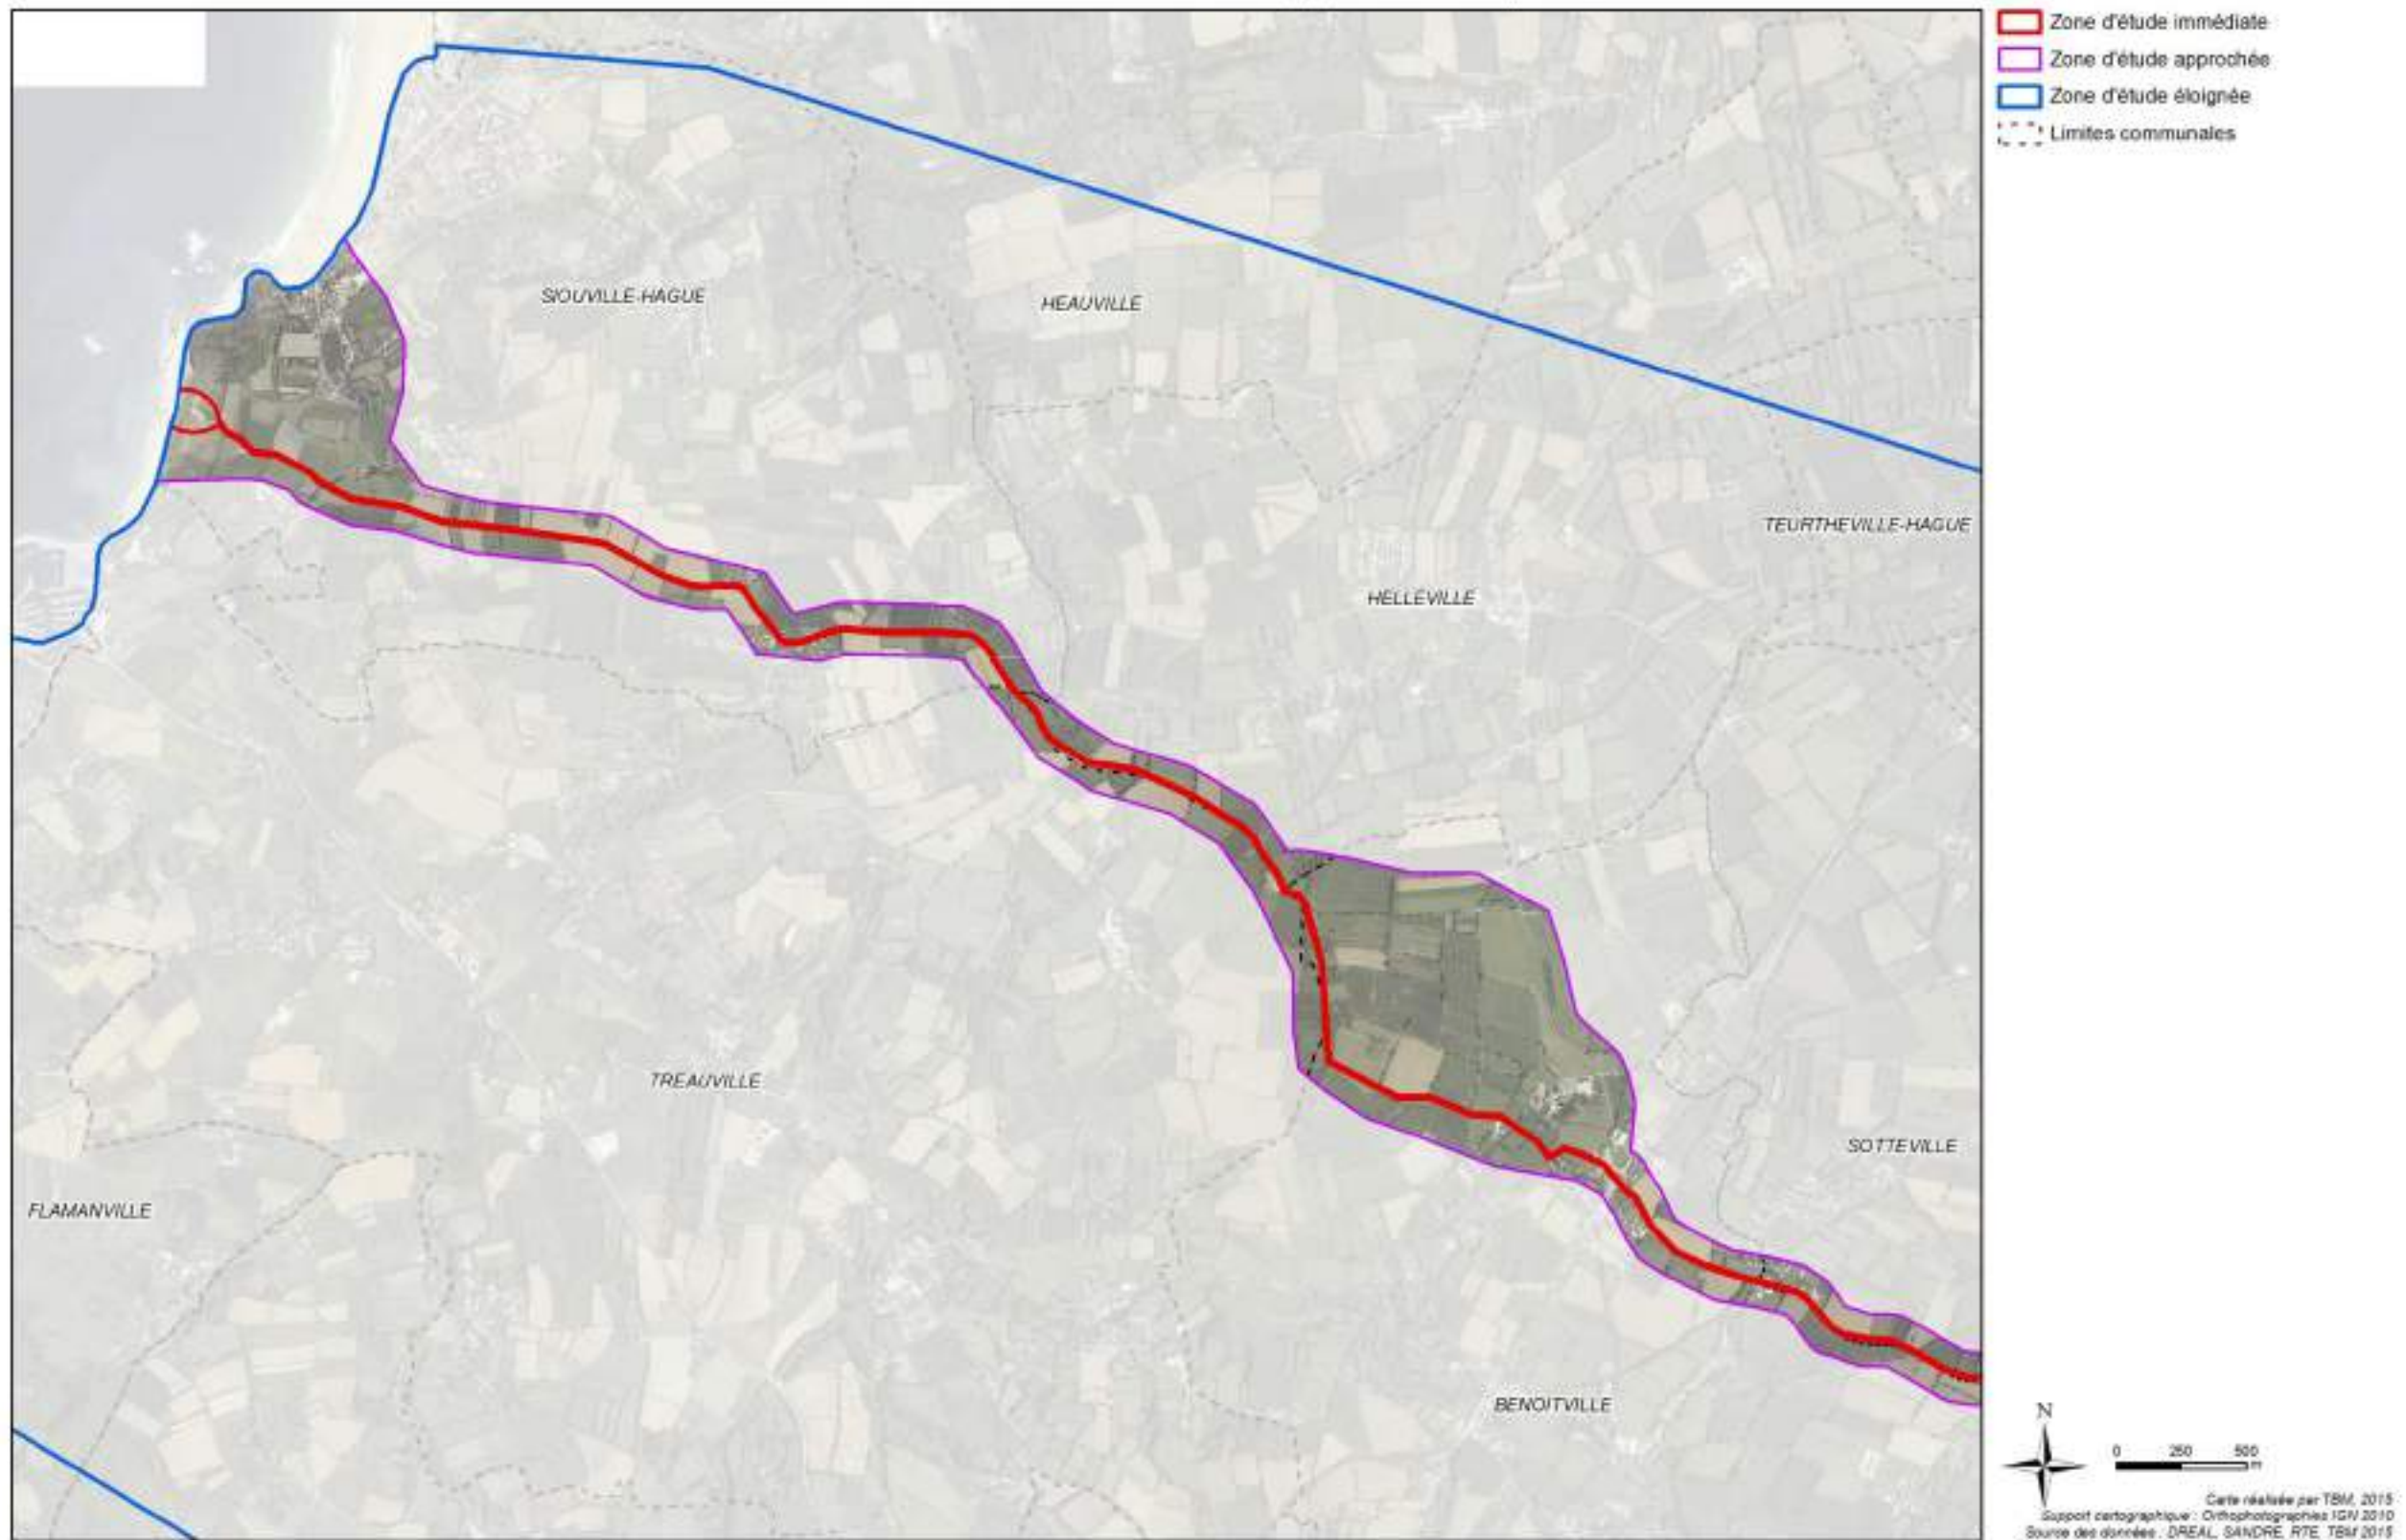 Zone d'étude immédiate
Zone d'étude approchée
Zone d'étude éloignée
Limites communales
SIOUVILLE-HAGUE
HEAUVILLE
TEURTHEVILLE-HAGUE
HELLEVILLE
TREAUVILLE
SOTTEVILLE
FLAMANVILLE
BENOITVILLE
N
0 250 500
m
Carte réalisée par TBM, 2015
Support cartographique : Orthophotographies IGN 2010
Source des données : DREAL, SANDRE, RTE, TBM 2015